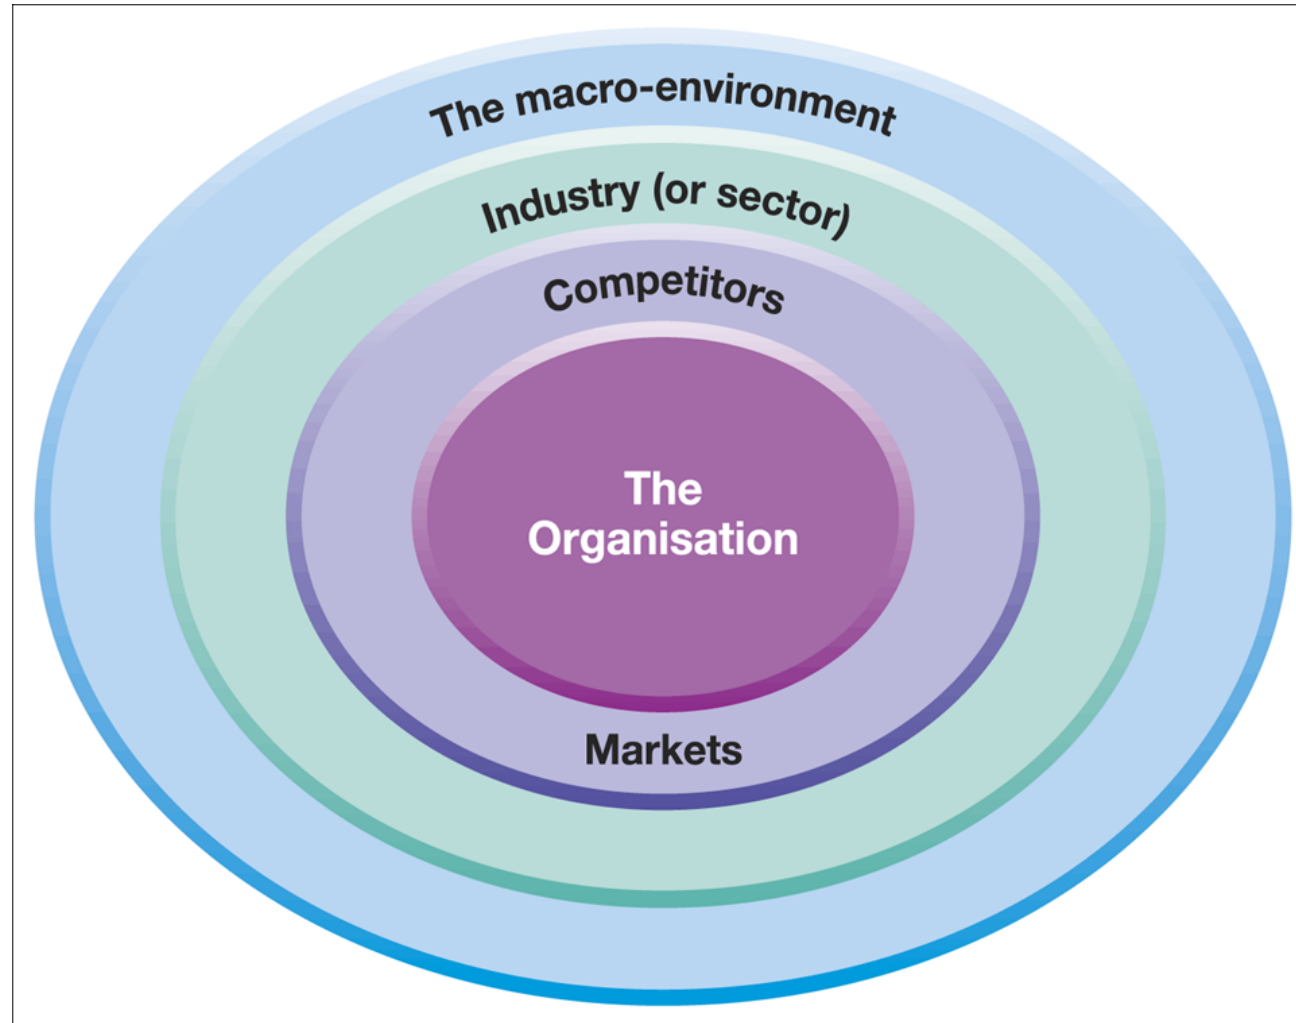 The macro-environment
Industry (or sector)
Competitors
The
Organisation
Markets